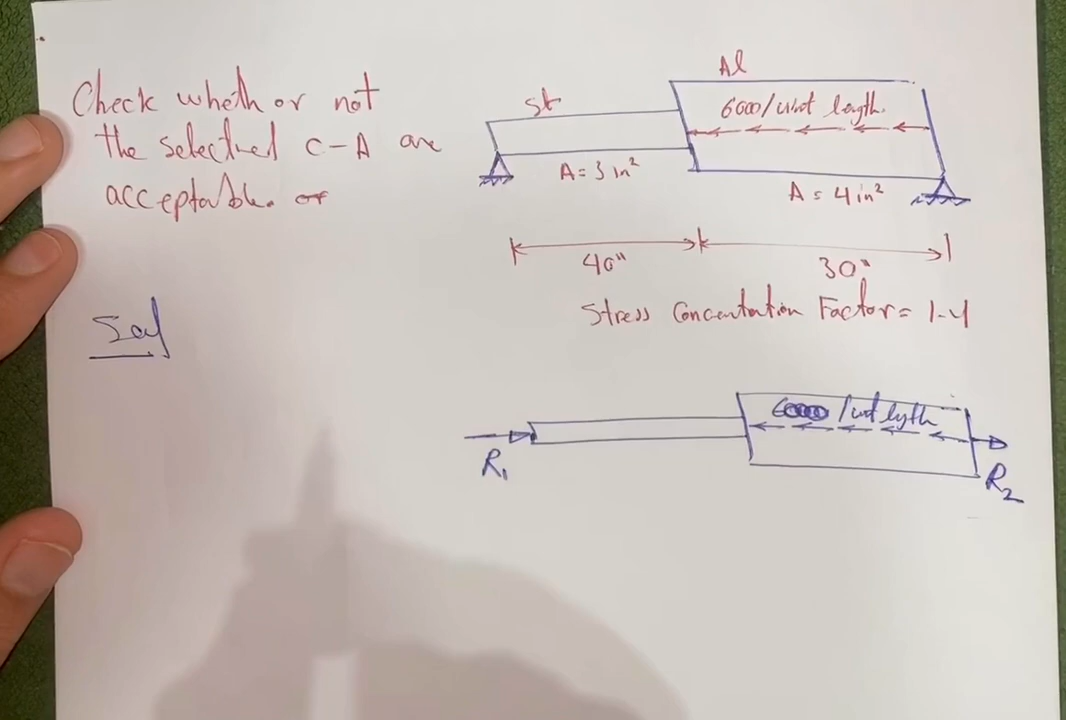 Check whether or not
the selected C-A are
acceptable. or
St
Al
6000/unit length.
A = 3 in²
A = 4 in²
40"
30"
Stress Concentration Factor = 1.4
Sol
/unit length
R₁
R₂